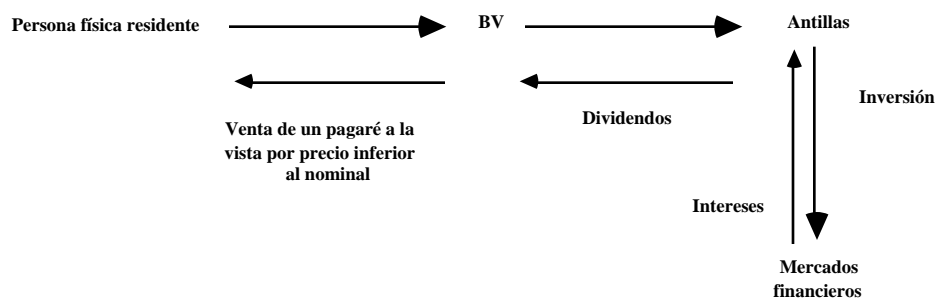 Persona física residente
BV
Antillas
Inversión
Dividendos
Venta de un pagaré a la
vista por precio inferior
al nominal
Intereses
Mercados
financieros